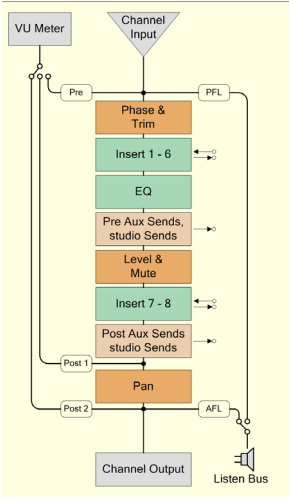 VU Meter
Channel
Input
Pre
PFL
Phase &
Trim
Insert 1 - 6
EQ
Pre Aux Sends,
studio Sends
Level &
Mute
Insert 7 - 8
Post Aux Sends
studio Sends
Post 1
Pan
Post 2
AFL
Channel Output
Listen Bus